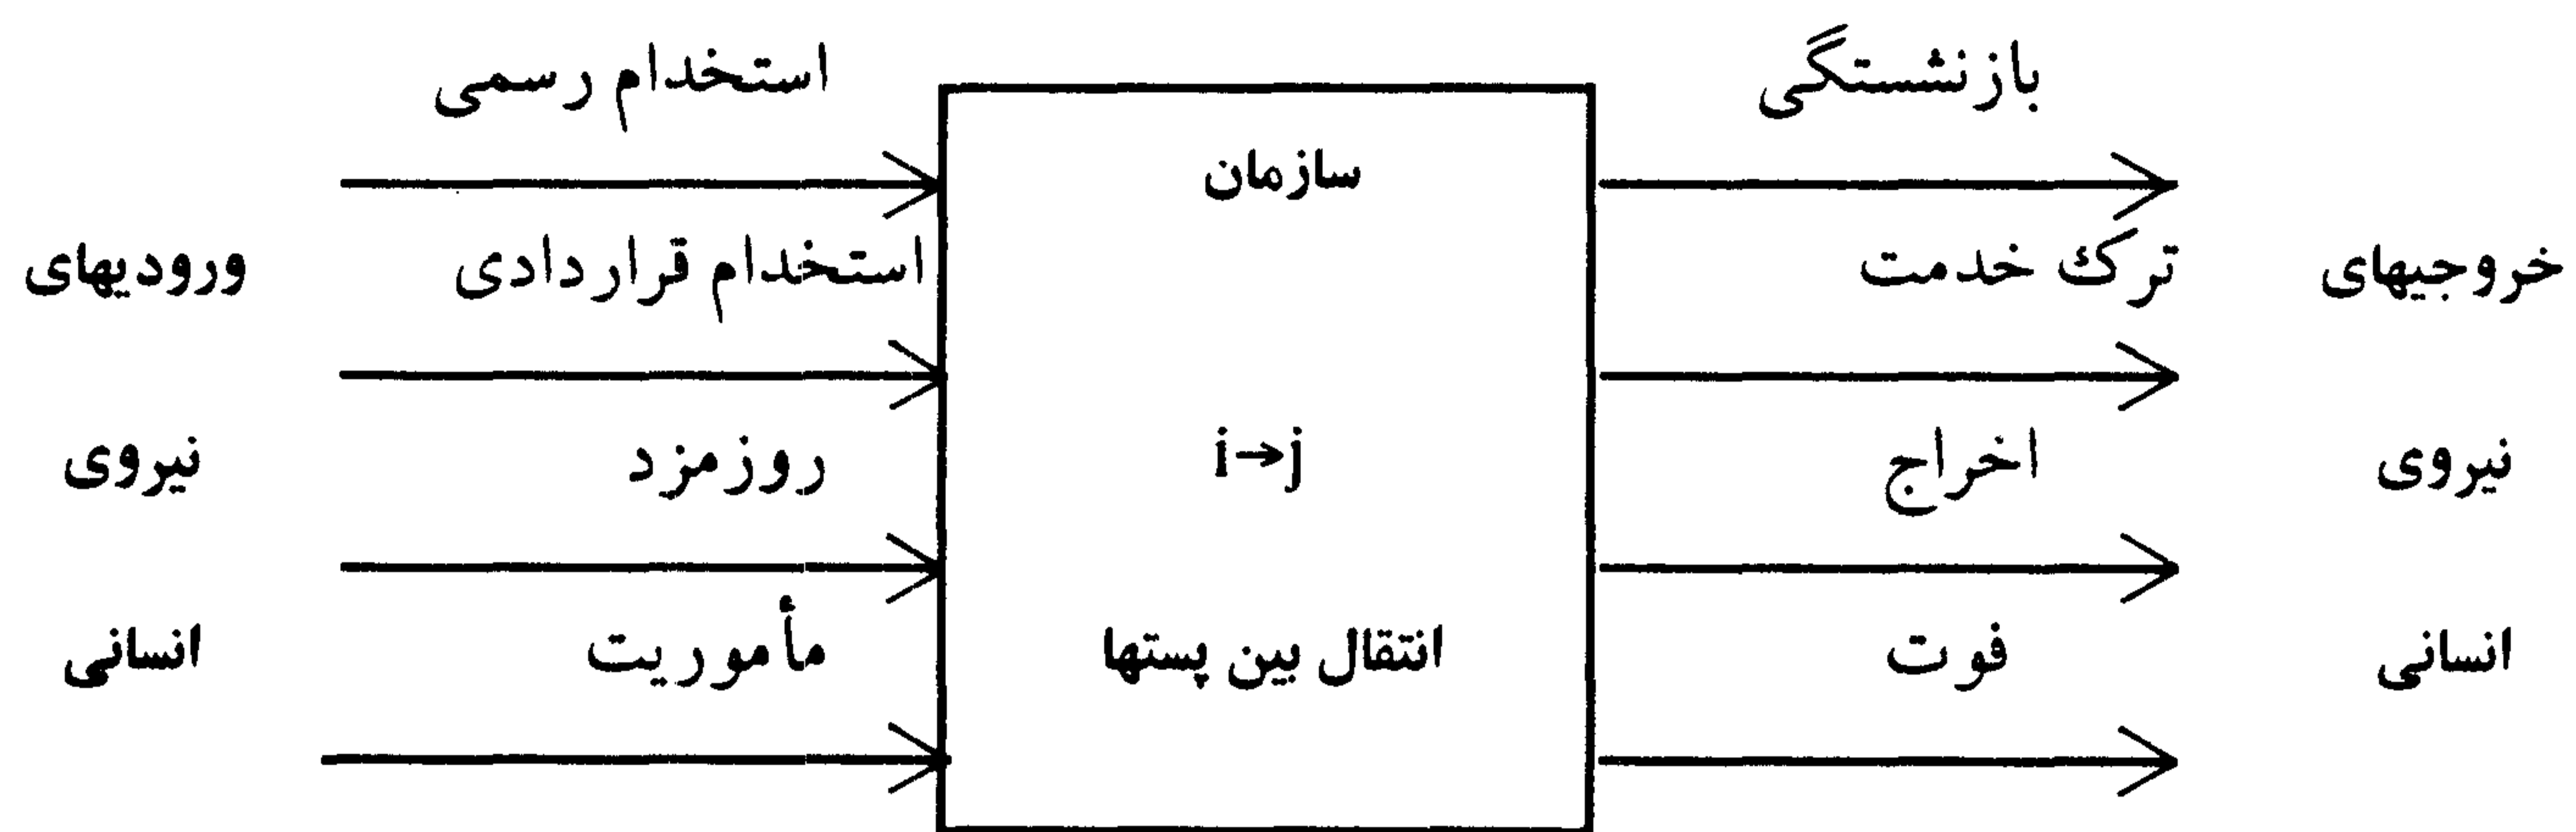 استخدام رسمی
استخدام قراردادی
روزمزد
مأموریت
ورودیهای
نیروی
انسانی
سازمان
i→j
انتقال بین پستها
بازنشستگی
ترک خدمت
اخراج
فوت
خروجیهای
نیروی
انسانی